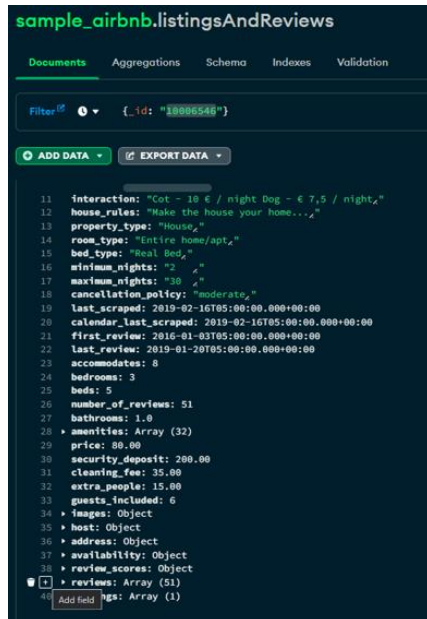 sample_airbnb.listingsAndReviews
Documents Aggregations Schema Indexes Validation
Filter {_id: "10006546"}
ADD DATA EXPORT DATA
11 interaction: "Cot - 10 € / night Dog - € 7,5 / night"
12 house_rules: "Make the house your home..."
13 property_type: "House"
14 room_type: "Entire home/apt"
15 bed_type: "Real Bed"
16 minimum_nights: "2"
17 maximum_nights: "30"
18 cancellation_policy: "moderate"
19 last_scraped: 2019-02-16T05:00:00.000+00:00
20 calendar_last_scraped: 2019-02-16T05:00:00.000+00:00
21 first_review: 2016-01-03T05:00:00.000+00:00
22 last_review: 2019-01-20T05:00:00.000+00:00
23 accommodates: 8
24 bedrooms: 3
25 beds: 5
26 number_of_reviews: 51
27 bathrooms: 1.0
28 amenities: Array (32)
29 price: 80.00
30 security_deposit: 200.00
31 cleaning_fee: 35.00
32 extra_people: 15.00
33 guests_included: 6
34 images: Object
35 host: Object
36 address: Object
37 availability: Object
38 review_scores: Object
+ reviews: Array (51)
40 Add field ngs: Array (1)